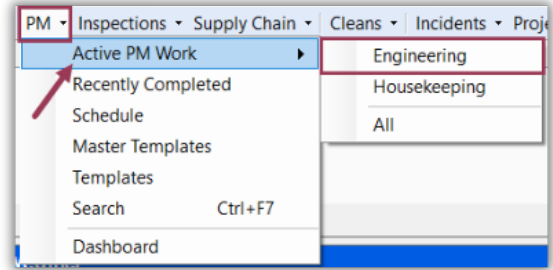 PM Inspections Supply Chain Cleans Incidents
Active PM Work
Engineering
Recently Completed
Housekeeping
Schedule
All
Master Templates
Templates
Search Ctrl+F7
Dashboard